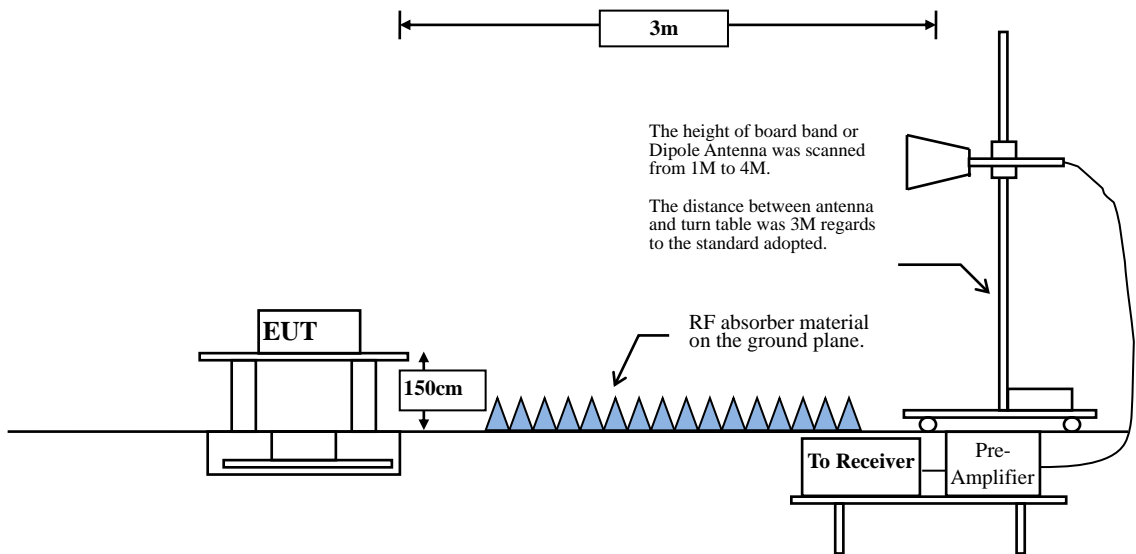 3m
The height of board band or
Dipole Antenna was scanned
from 1M to 4M.
The distance between antenna
and turn table was 3M regards
to the standard adopted.
EUT
RF absorber material
on the ground plane.
150cm
To Receiver
Pre-
Amplifier